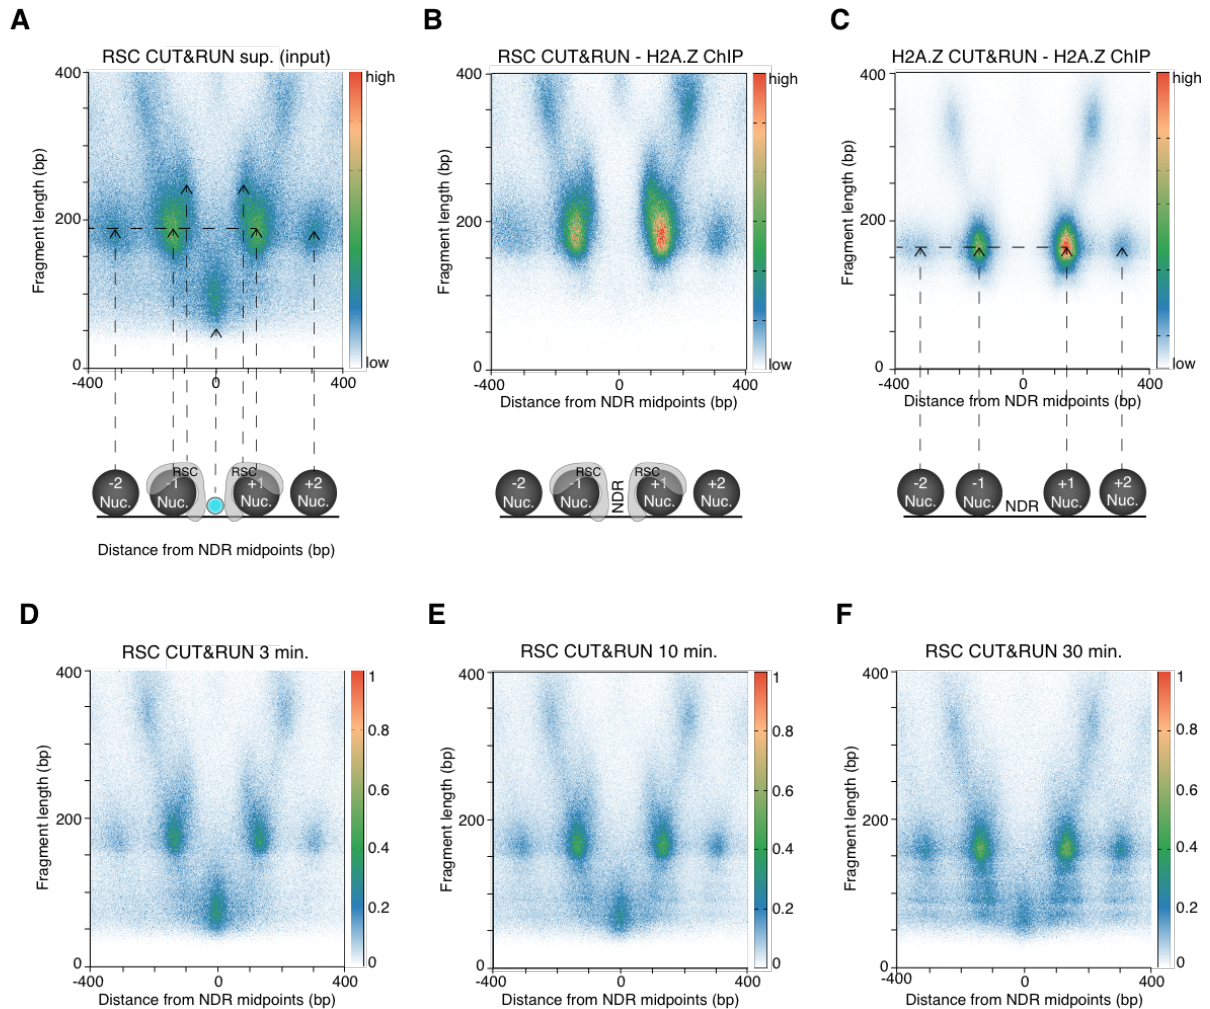 A
B
C
RSC CUT&RUN sup. (input)
RSC CUT&RUN - H2A.Z ChIP
H2A.Z CUT&RUN - H2A.Z ChIP
400
high
400
high
400
high
Fragment length (bp)
200
Fragment length (bp)
200
Fragment length (bp)
200
0
low
0
low
0
low
-400
0
400
-400
0
400
-400
0
400
Distance from NDR midpoints (bp)
Distance from NDR midpoints (bp)
-2
Nuc.
RSC
-1
Nuc.
RSC
+1
Nuc.
+2
Nuc.
-2
Nuc.
RSC
-1
Nuc.
NDR
RSC
+1
Nuc.
+2
Nuc.
-2
Nuc.
-1
Nuc.
NDR
+1
Nuc.
+2
Nuc.
Distance from NDR midpoints (bp)
D
E
F
RSC CUT&RUN 3 min.
RSC CUT&RUN 10 min.
RSC CUT&RUN 30 min.
400
1
0.8
0.6
0.4
0.2
0
Fragment length (bp)
200
0
-400
0
400
Distance from NDR midpoints (bp)
400
1
0.8
0.6
0.4
0.2
0
Fragment length (bp)
200
0
-400
0
400
Distance from NDR midpoints (bp)
400
1
0.8
0.6
0.4
0.2
0
Fragment length (bp)
200
0
-400
0
400
Distance from NDR midpoints (bp)